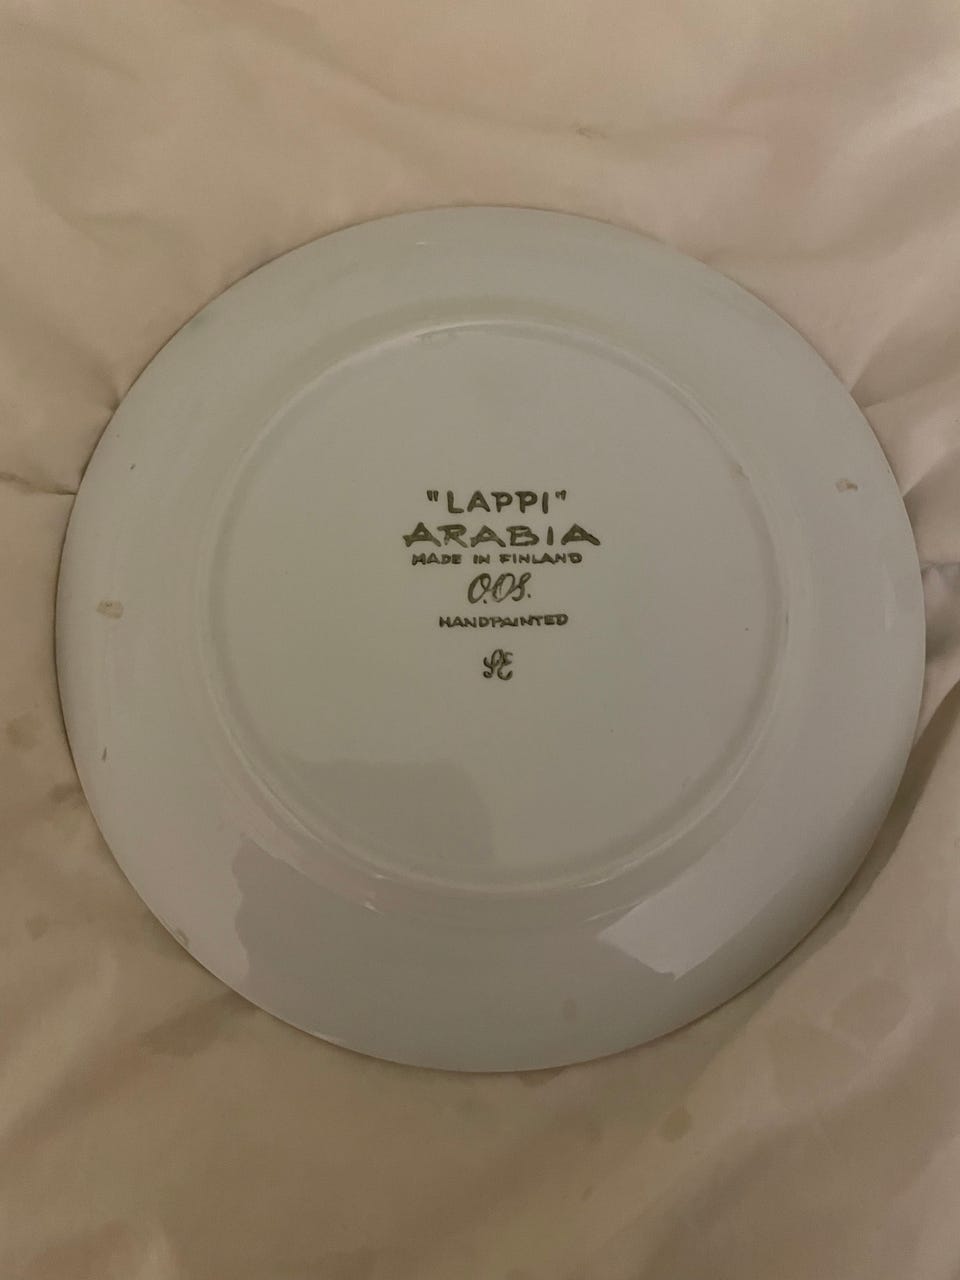 "LAPPI"
ARABIA
MADE IN FINLAND
O.OS.
HANDPAINTED